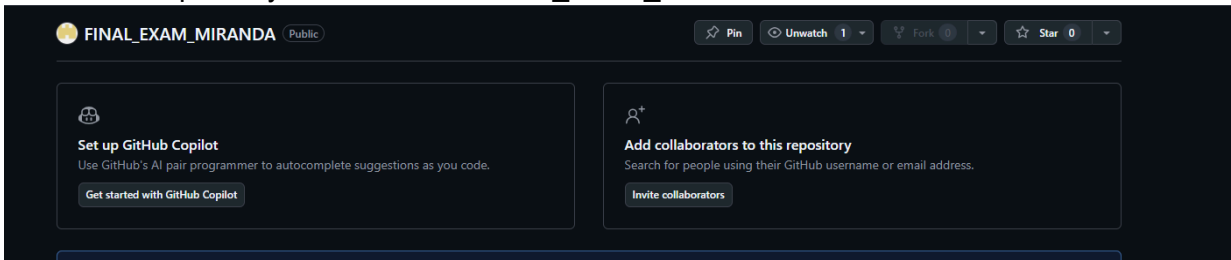 FINAL_EXAM_MIRANDA Public Pin Unwatch 1 Fork 0 Star 0
Set up GitHub Copilot
Use GitHub's AI pair programmer to autocomplete suggestions as you code.
Get started with GitHub Copilot
Add collaborators to this repository
Search for people using their GitHub username or email address.
Invite collaborators